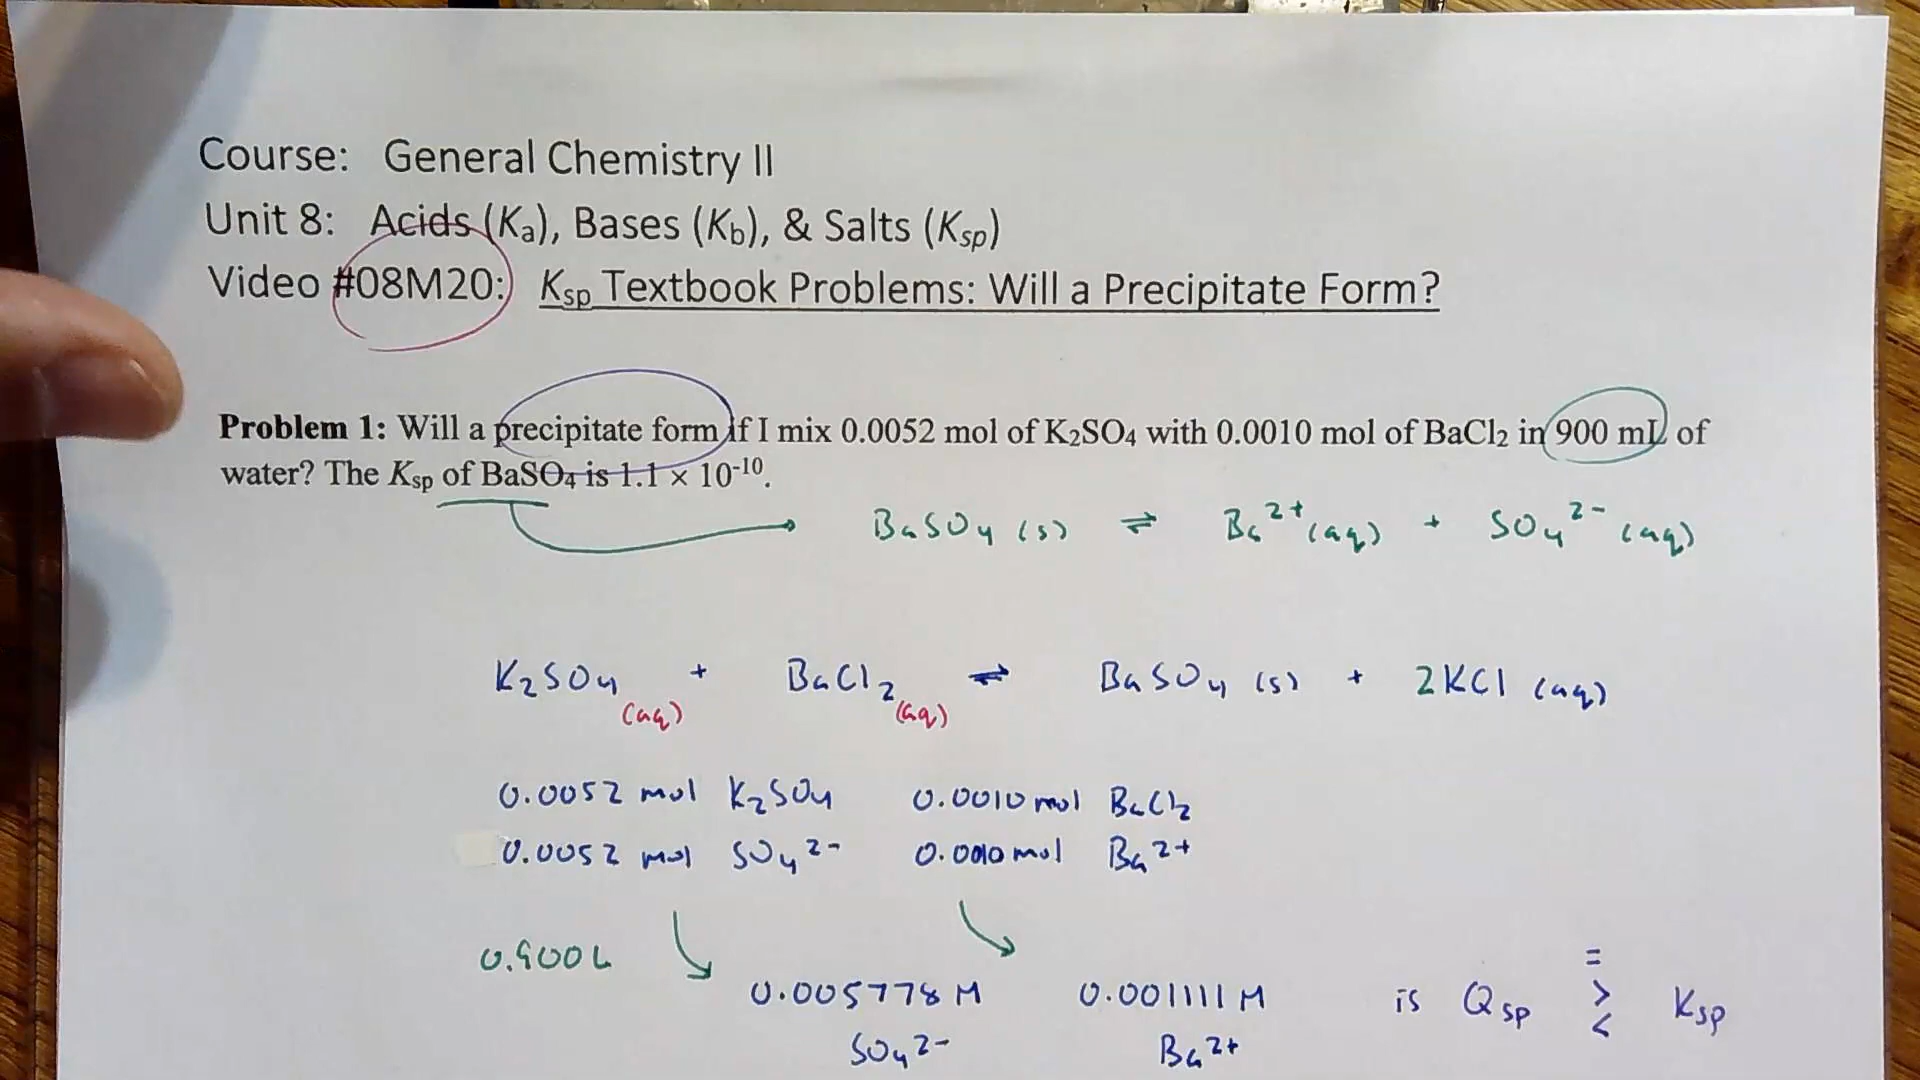 Course: General Chemistry II
Unit 8: Acids (Ka), Bases (Kb), & Salts (Ksp)
Video #08M20: Ksp Textbook Problems: Will a Precipitate Form?
Problem 1: Will a precipitate form if I mix 0.0052 mol of K₂SO₄ with 0.0010 mol of BaCl₂ in 900 mL of
water? The Ksp of BaSO₄ is 1.1 × 10⁻¹⁰.
BaSO₄ (s) ⇌ Ba²⁺ (aq) + SO₄²⁻ (aq)
K₂SO₄ (aq) + BaCl₂ (aq) ⇌ BaSO₄ (s) + 2KCl (aq)
0.0052 mol K₂SO₄ 0.0010 mol BaCl₂
0.0052 mol SO₄²⁻ 0.0010 mol Ba²⁺
0.900L
0.005778 M 0.001111 M is Qsp = > < Ksp
SO₄²⁻ Ba²⁺